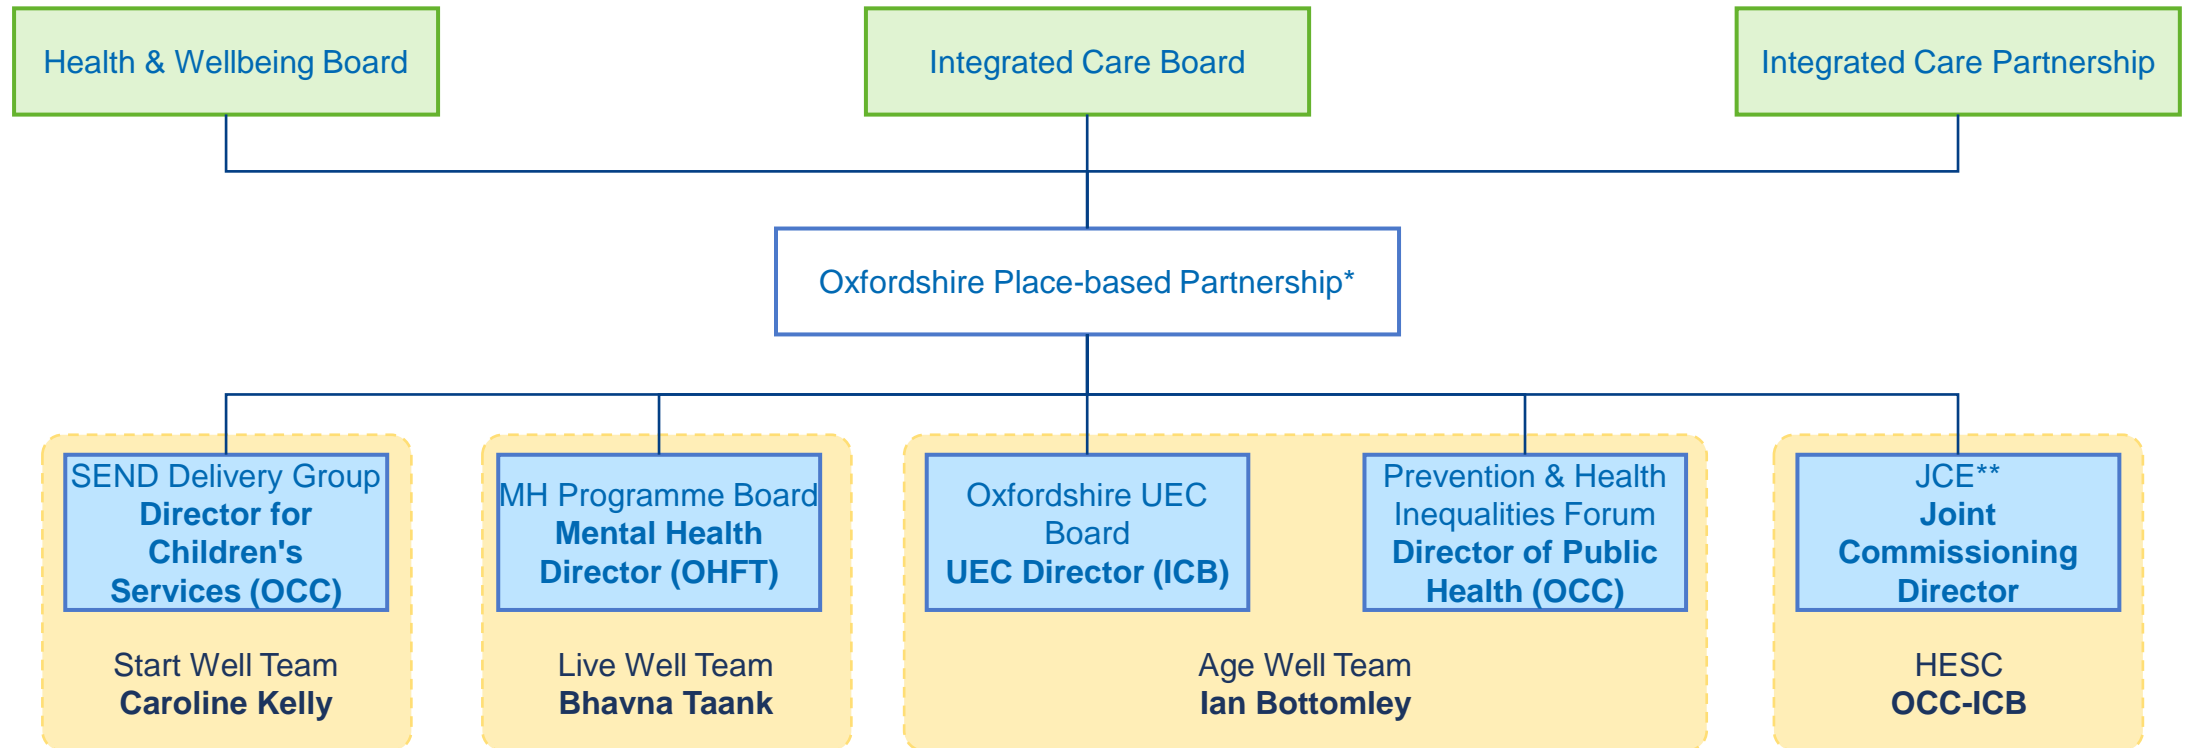 Health & Wellbeing Board
Integrated Care Board
Integrated Care Partnership
Oxfordshire Place-based Partnership*
SEND Delivery Group
Director for
Children's
Services (OCC)
MH Programme Board
Mental Health
Director (OHFT)
Oxfordshire UEC
Board
UEC Director (ICB)
Prevention & Health
Inequalities Forum
Director of Public
Health (OCC)
JCE**
Joint
Commissioning
Director
Start Well Team
Caroline Kelly
Live Well Team
Bhavna Taank
Age Well Team
Ian Bottomley
HESC
OCC-ICB